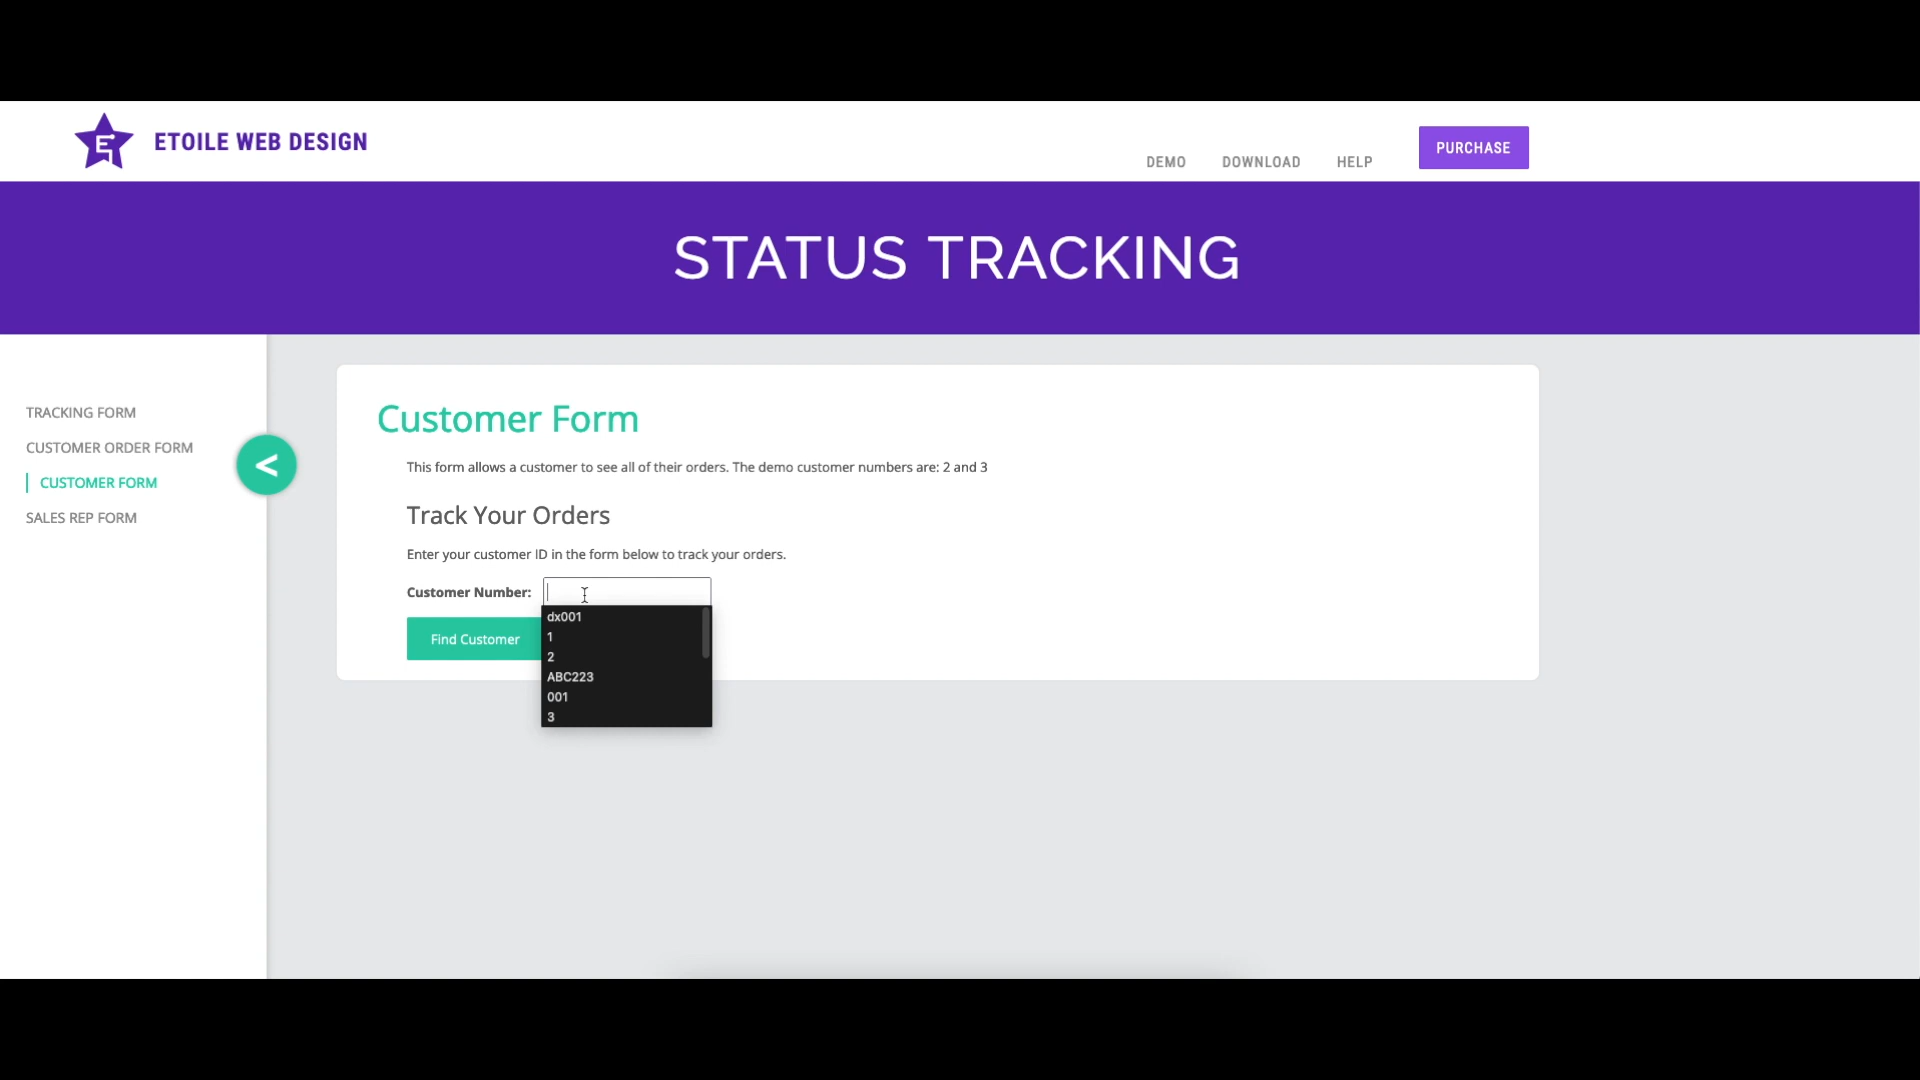 ETOILE WEB DESIGN
DEMO
DOWNLOAD
HELP
PURCHASE
STATUS TRACKING
TRACKING FORM
CUSTOMER ORDER FORM
CUSTOMER FORM
SALES REP FORM
<
Customer Form
This form allows a customer to see all of their orders. The demo customer numbers are: 2 and 3
Track Your Orders
Enter your customer ID in the form below to track your orders.
Customer Number:
Find Customer
dx001
1
2
ABC223
001
3